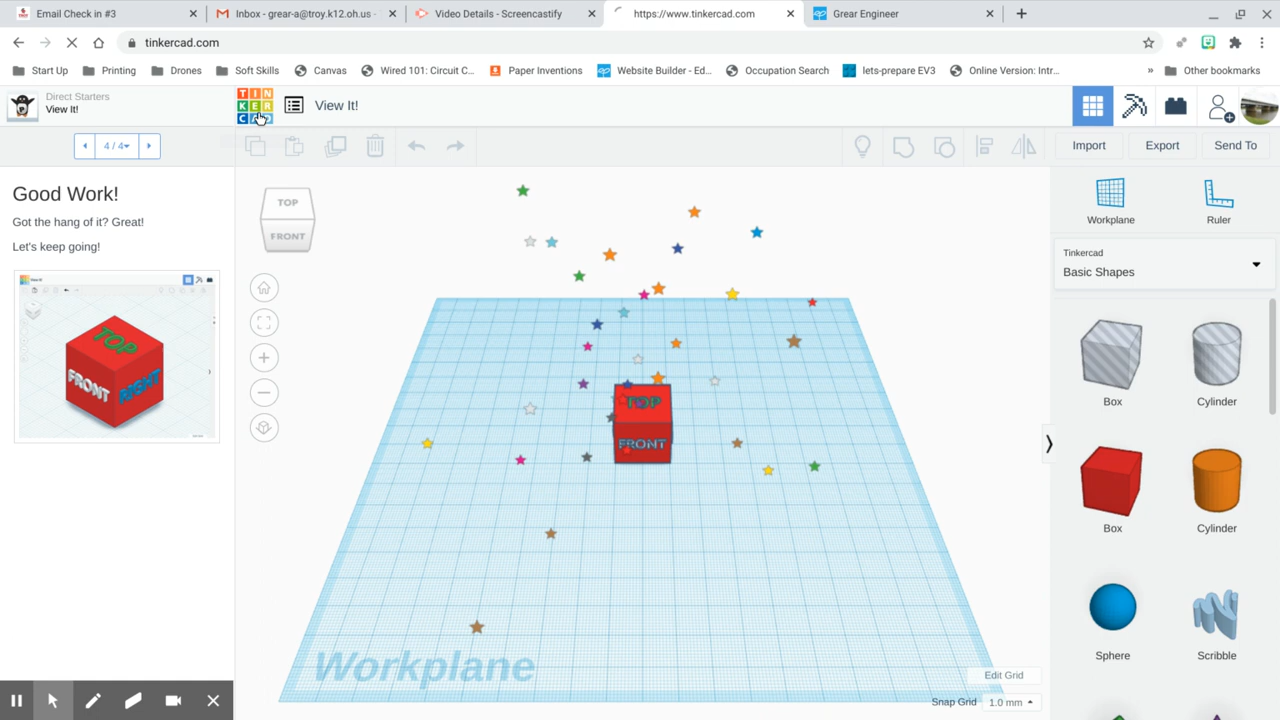 Email Check in #3
Inbox - grear-a@troy.k12.oh.us -
Video Details - Screencastify
https://www.tinkercad.com/
Grear Engineer
tinkercad.com
Start Up
Printing
Drones
Soft Skills
Canvas
Wired 101: Circuit C...
Paper Inventions
Website Builder - Ed...
Occupation Search
lets-prepare EV3
Online Version: Intr...
»
Other bookmarks
Direct Starters
View It!
TIN
KER
CAD
View It!
4 / 4
Import
Export
Send To
Good Work!
Got the hang of it? Great!
Let's keep going!
TOP
FRONT
RIGHT
TOP
FRONT
TOP
FRONT
Workplane
Edit Grid
Snap Grid 1.0 mm
Workplane
Ruler
Tinkercad
Basic Shapes
Box
Cylinder
Box
Cylinder
Sphere
Scribble